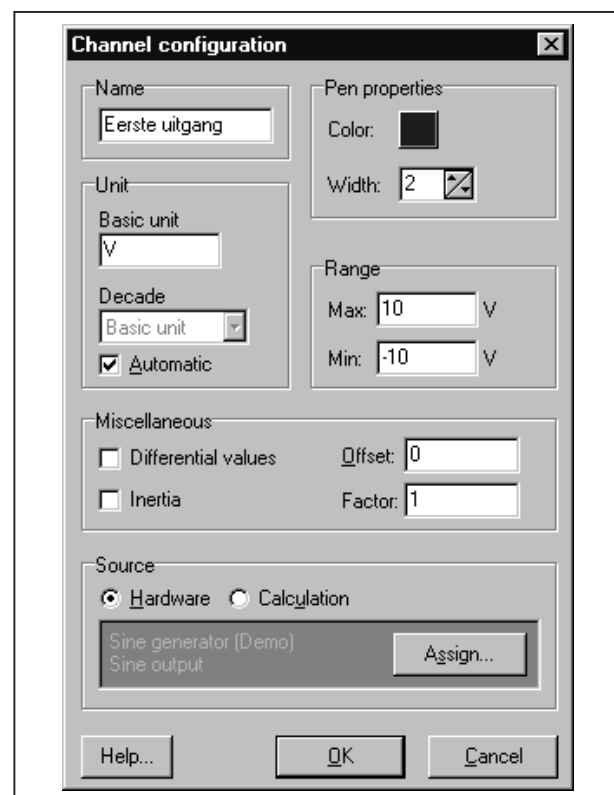 Channel configuration
Name
Eerste uitgang
Pen properties
Color:
Width: 2
Unit
Basic unit
V
Decade
Basic unit
Automatic
Range
Max: 10 V
Min: -10 V
Miscellaneous
Differential values
Inertia
Offset: 0
Factor: 1
Source
Hardware Calculation
Sine generator (Demo)
Sine output
Assign...
Help... OK Cancel